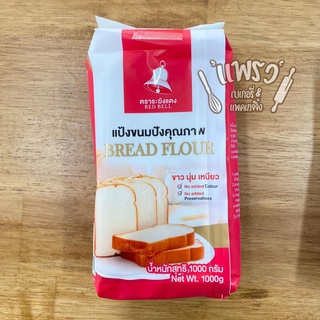 แพรว
เบเกอรี่ &
แพคเกจจิ้ง
ตราระฆังแดง
RED BELL
แป้งขนมปังคุณภาพ
BREAD FLOUR
ขาว นุ่ม เหนียว
No added Colour
No added
Preservatives
น้ำหนักสุทธิ 1000 กรัม
Net Wt. 1000g